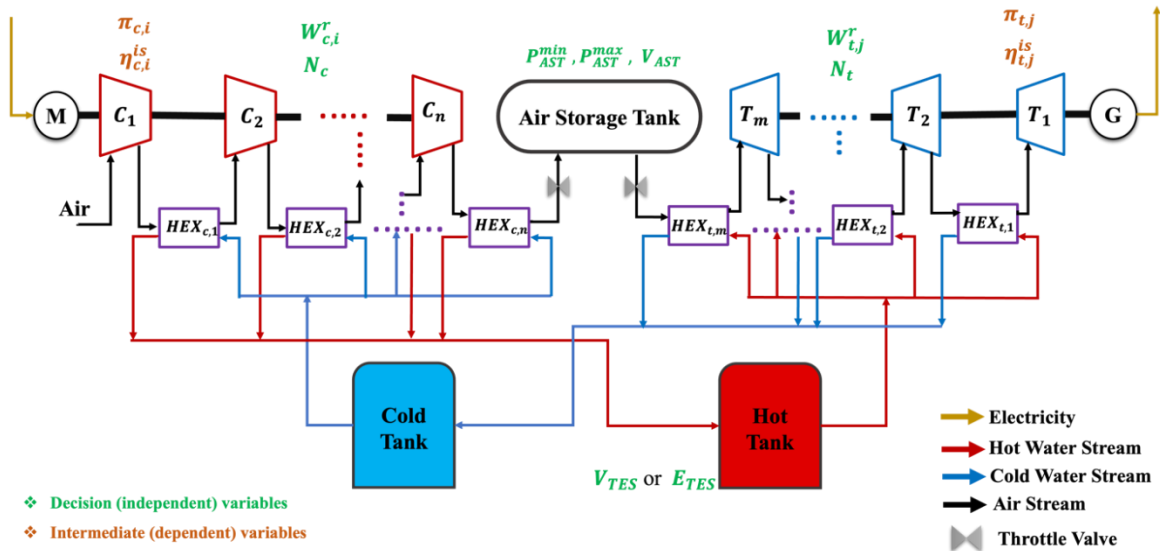 π_{c,i}
η^{is}_{c,i}
W^r_{c,i}
N_c
P^{min}_{AST}, P^{max}_{AST}, V_{AST}
W^r_{t,j}
N_t
π_{t,j}
η^{is}_{t,j}
M
C_1
C_2
C_n
Air Storage Tank
T_m
T_2
T_1
G
Air
HEX_{c,1}
HEX_{c,2}
HEX_{c,n}
HEX_{t,m}
HEX_{t,2}
HEX_{t,1}
Cold
Tank
Hot
Tank
V_{TES} or E_{TES}
Electricity
Hot Water Stream
Cold Water Stream
Air Stream
Throttle Valve
❖ Decision (independent) variables
❖ Intermediate (dependent) variables